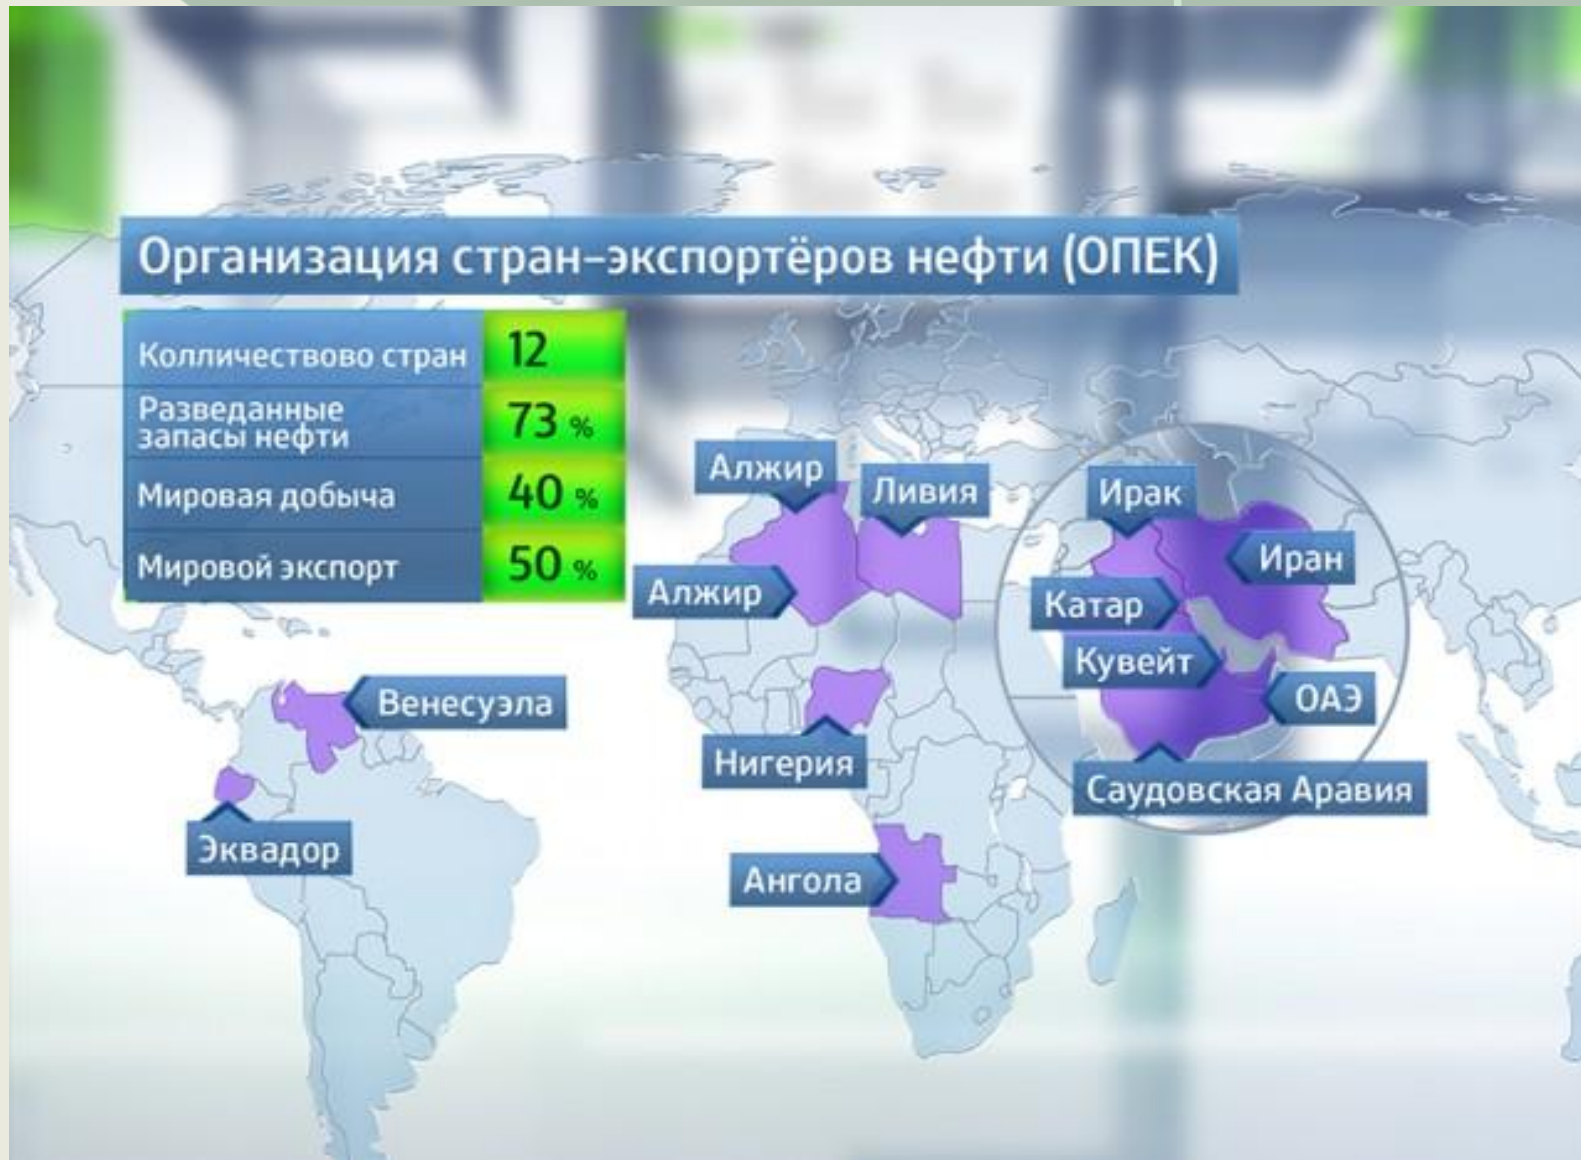 Организация стран-экспортёров нефти (ОПЕК)
Колличествово стран 12
Разведанные
запасы нефти 73 %
Мировая добыча 40 %
Мировой экспорт 50 %
Алжир
Ливия
Ирак
Иран
Алжир
Катар
Кувейт
ОАЭ
Венесуэла
Нигерия
Саудовская Аравия
Эквадор
Ангола